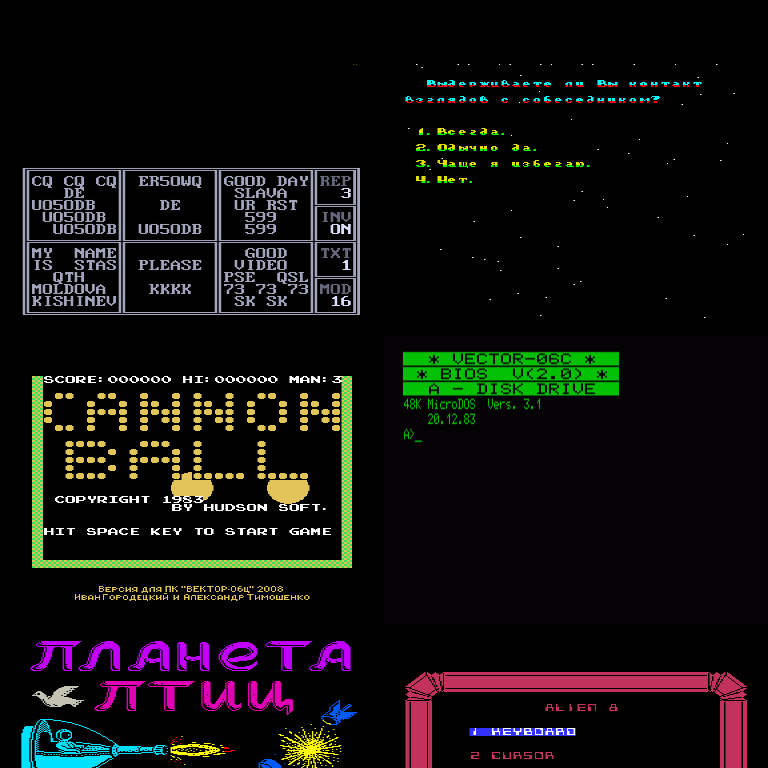 CQ CQ CQ
DE
UO5ODB
UO5ODB
UO5ODB
ER5OWQ
DE
UO5ODB
GOOD DAY
SLAVA
UR RST
599
599
REP
3
INV
ON
MY NAME
IS STAS
QTH
MOLDOVA
KISHINEV
PLEASE
KKKK
GOOD
VIDEO
PSE QSL
73 73 73
SK SK
TXT
1
MOD
16
Выдерживаете ли Вы контакт
взглядов с собеседником?
1. Всегда.
2. Обычно да.
3. Чаще я избегаю.
4. Нет.
SCORE:000000 HI:000000 MAN:3
CANNON
BALL
COPYRIGHT 1983
BY HUDSON SOFT.
HIT SPACE KEY TO START GAME
Версия для ПК "ВЕКТОР-06Ц" 2008
Иван Городецкий и Александр Тимошенко
* VECTOR-06C *
* BIOS V(2.0) *
A - DISK DRIVE
48K MicroDOS Vers. 3.1
20.12.83
A>_
ПЛАНЕТА
ПТИЦ
ALIEN 8
1 KEYBOARD
2 CURSOR